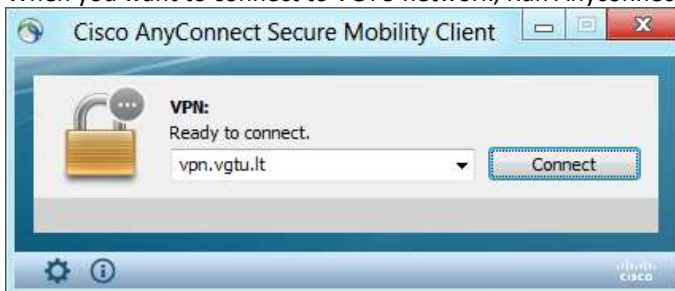 When you want to connect to VGTU network, run AnyConnect
Cisco AnyConnect Secure Mobility Client
VPN:
Ready to connect.
vpn.vgtu.lt
Connect
cisco